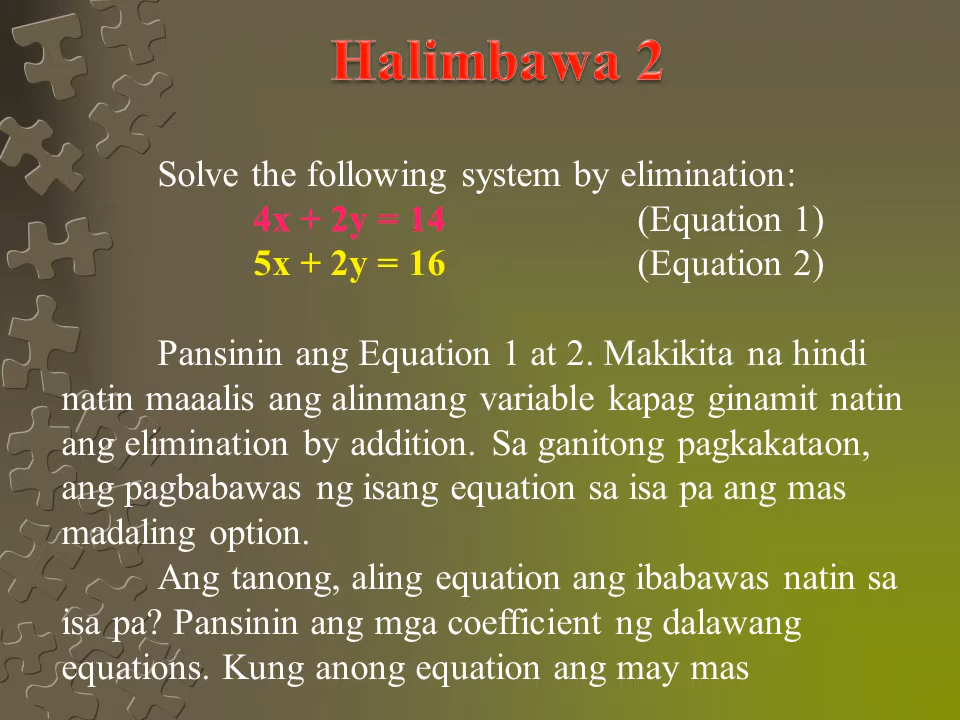 Halimbawa 2
Solve the following system by elimination:
4x + 2y = 14 (Equation 1)
5x + 2y = 16 (Equation 2)
Pansinin ang Equation 1 at 2. Makikita na hindi
natin maaalis ang alinmang variable kapag ginamit natin
ang elimination by addition. Sa ganitong pagkakataon,
ang pagbabawas ng isang equation sa isa pa ang mas
madaling option.
Ang tanong, aling equation ang ibabawas natin sa
isa pa? Pansinin ang mga coefficient ng dalawang
equations. Kung anong equation ang may mas